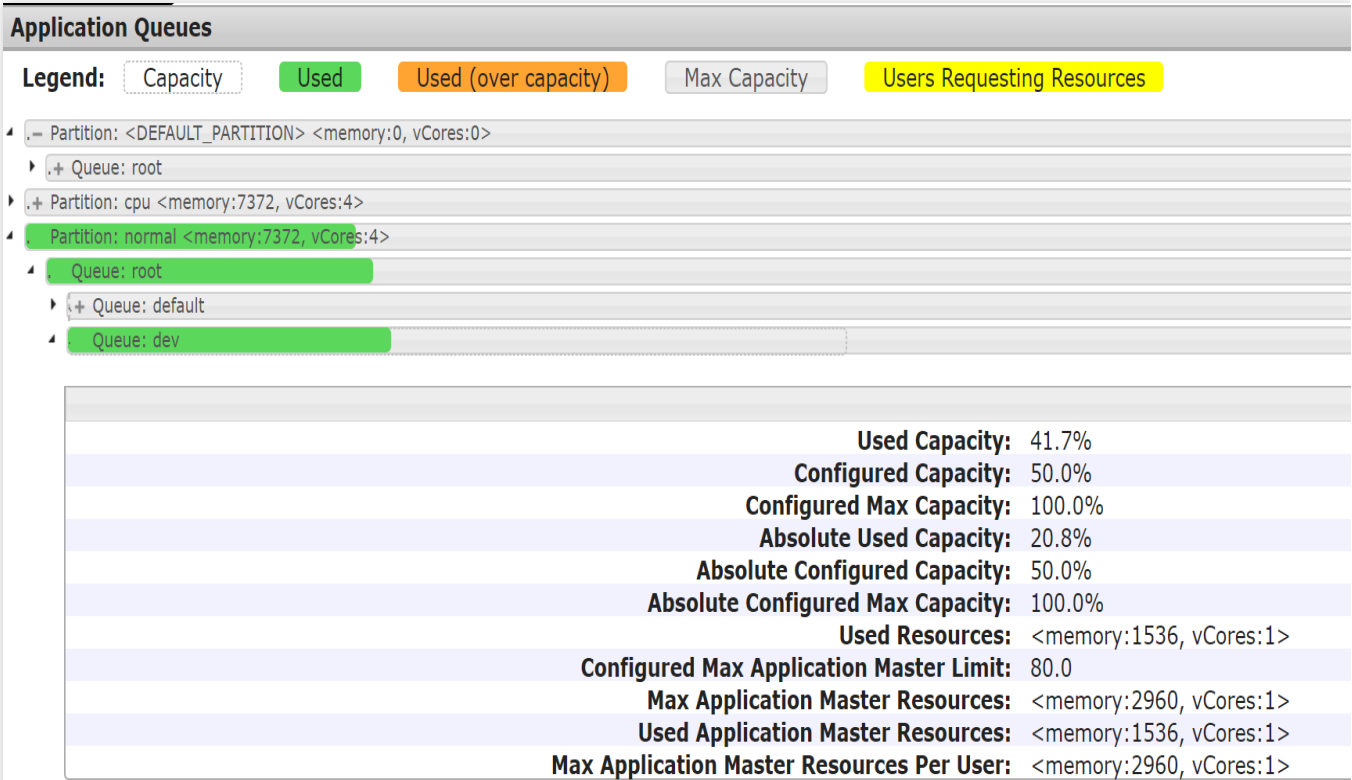 Application Queues
Legend: Capacity Used Used (over capacity) Max Capacity Users Requesting Resources
.− Partition: <DEFAULT_PARTITION> <memory:0, vCores:0>
.+ Queue: root
.+ Partition: cpu <memory:7372, vCores:4>
. Partition: normal <memory:7372, vCores:4>
. Queue: root
.+ Queue: default
. Queue: dev
Used Capacity: 41.7%
Configured Capacity: 50.0%
Configured Max Capacity: 100.0%
Absolute Used Capacity: 20.8%
Absolute Configured Capacity: 50.0%
Absolute Configured Max Capacity: 100.0%
Used Resources: <memory:1536, vCores:1>
Configured Max Application Master Limit: 80.0
Max Application Master Resources: <memory:2960, vCores:1>
Used Application Master Resources: <memory:1536, vCores:1>
Max Application Master Resources Per User: <memory:2960, vCores:1>